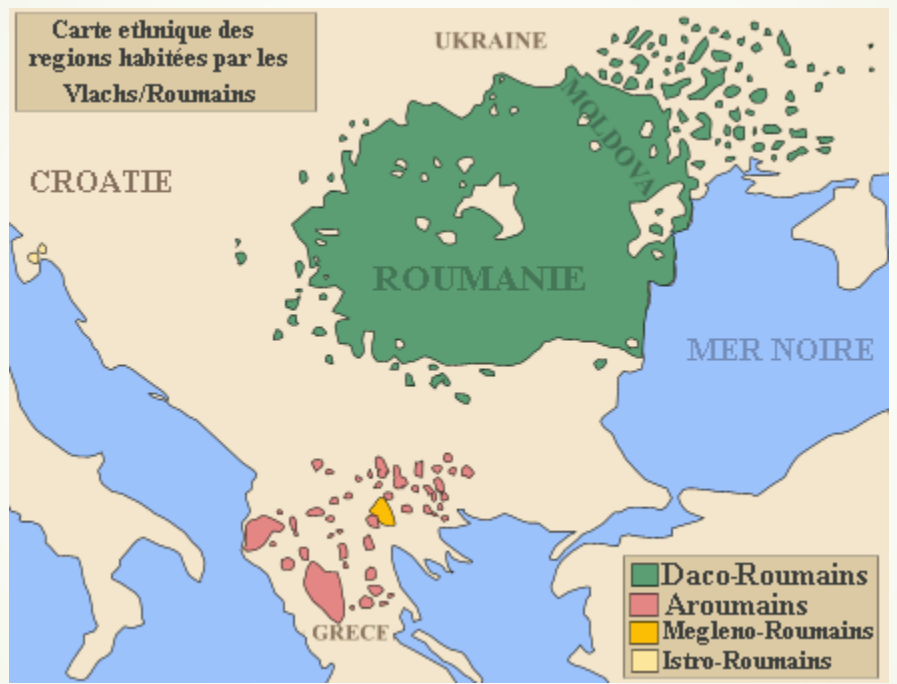 Carte ethnique des
regions habitées par les
Vlachs/Roumains
UKRAINE
MOLDOVA
CROATIE
ROUMANIE
MER NOIRE
GRECE
Daco-Roumains
Aroumains
Megleno-Roumains
Istro-Roumains